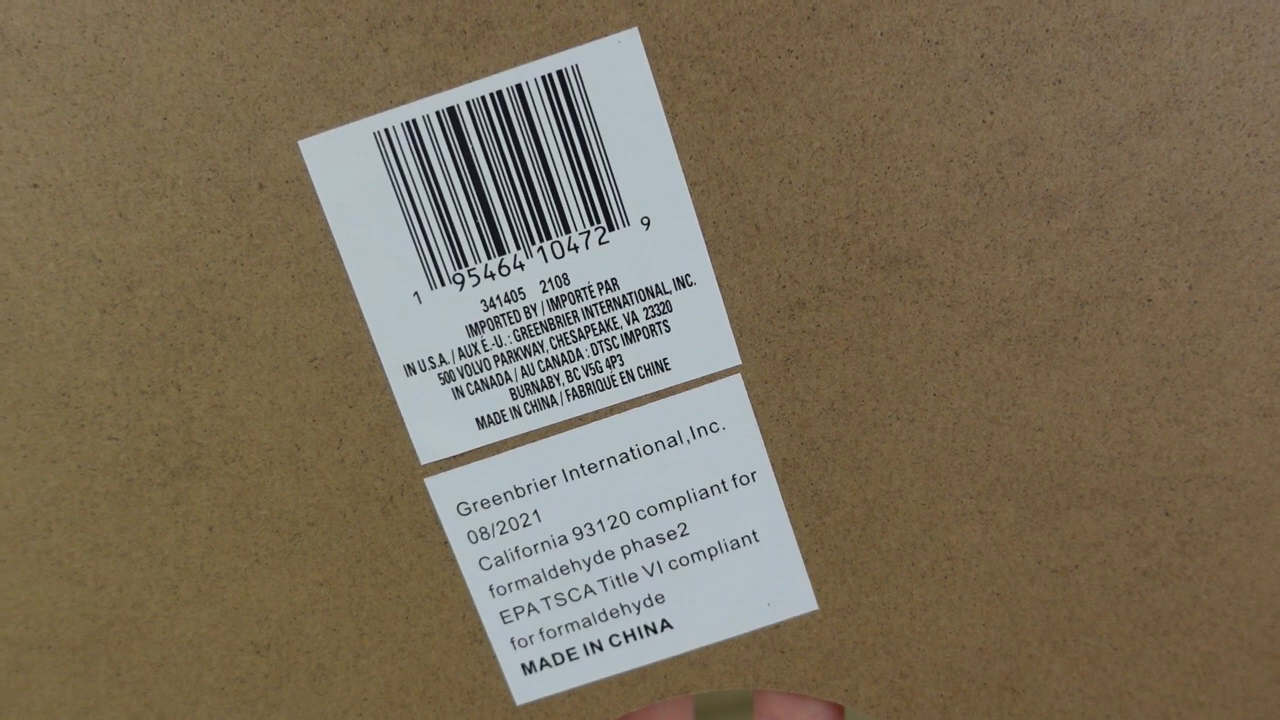 1 95464 10472 9
341405 2108
IMPORTED BY / IMPORTÉ PAR
IN U.S.A. / AUX É.-U. : GREENBRIER INTERNATIONAL, INC.
500 VOLVO PARKWAY, CHESAPEAKE, VA 23320
IN CANADA / AU CANADA : DTSC IMPORTS
BURNABY, BC V5G 4P3
MADE IN CHINA / FABRIQUÉ EN CHINE
Greenbrier International,Inc.
08/2021
California 93120 compliant for
formaldehyde phase2
EPA TSCA Title VI compliant
for formaldehyde
MADE IN CHINA